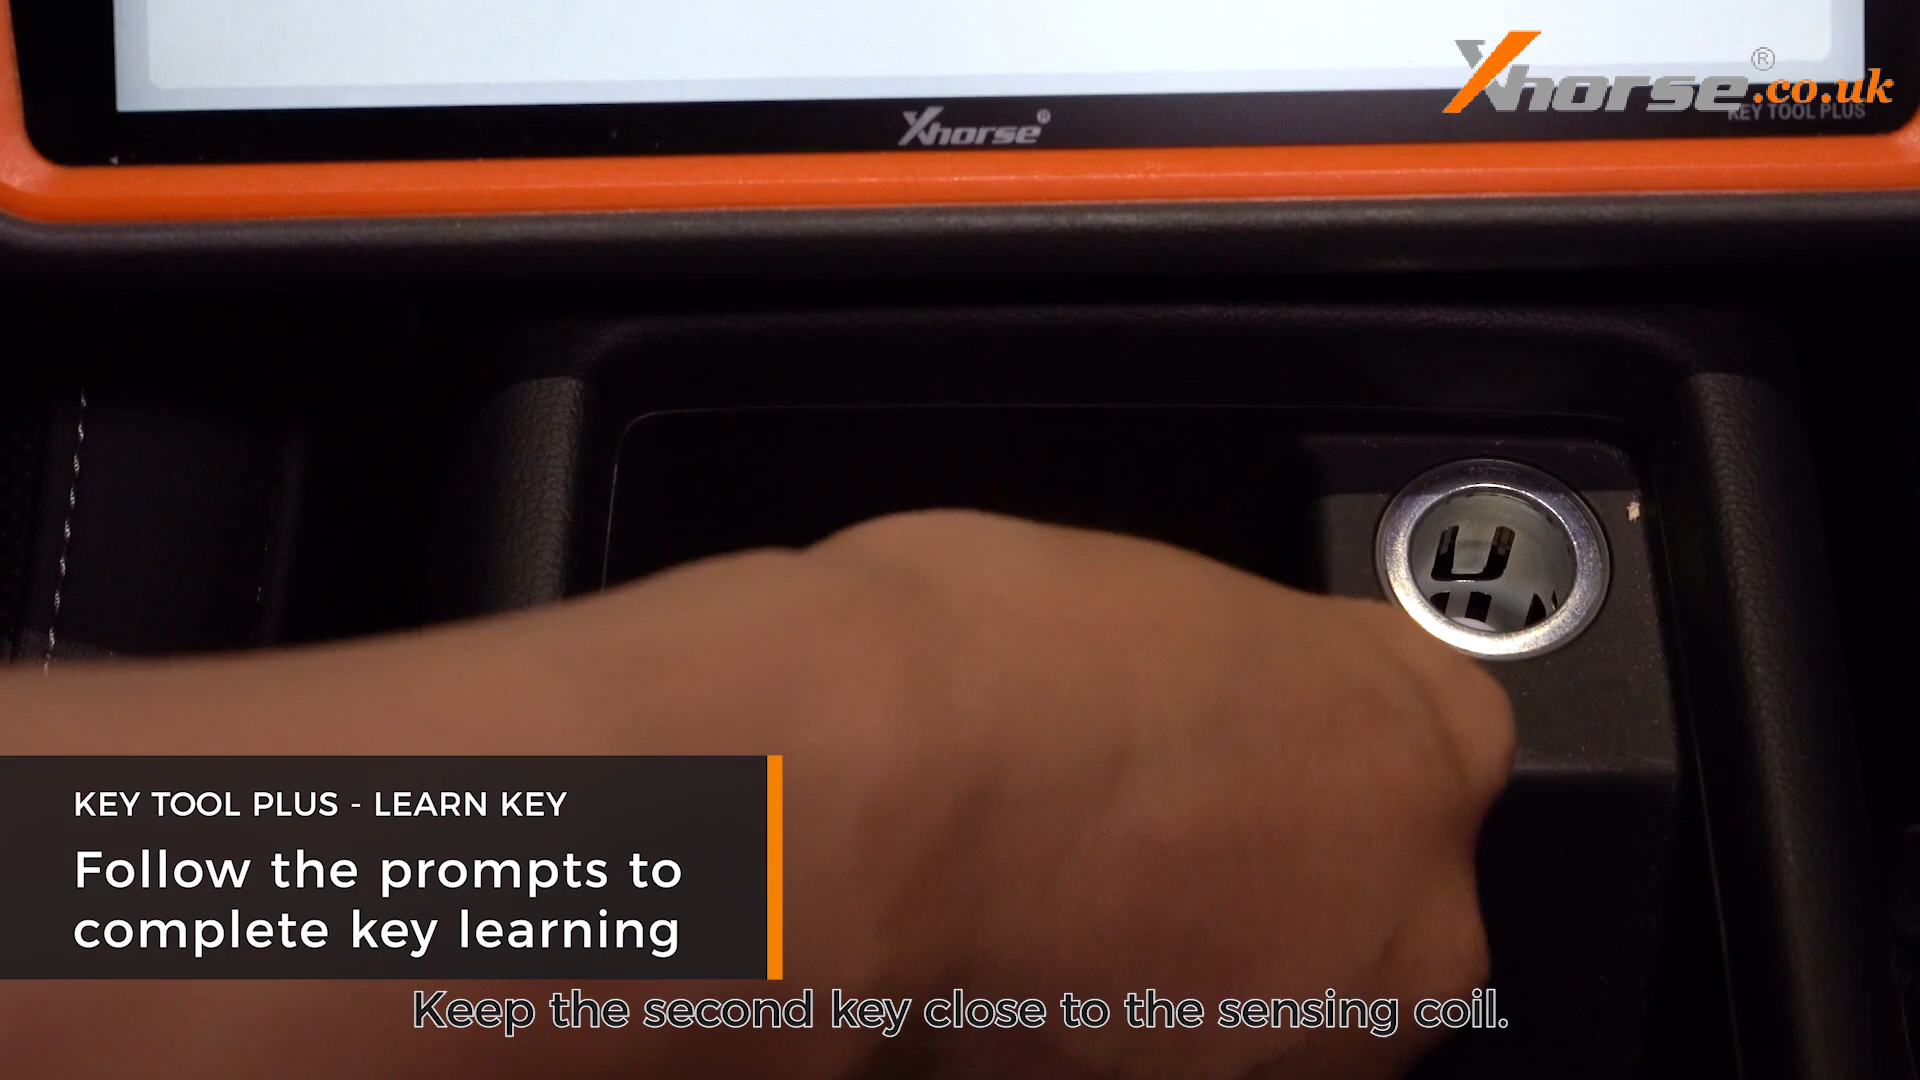 Xhorse®.co.uk
Xhorse®
KEY TOOL PLUS
KEY TOOL PLUS - LEARN KEY
Follow the prompts to
complete key learning
Keep the second key close to the sensing coil.